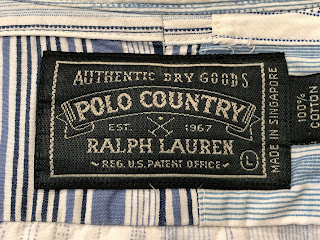 AUTHENTIC DRY GOODS
POLO COUNTRY
EST. 1967
RALPH LAUREN
~ REG. U.S. PATENT OFFICE ~
L
MADE IN SINGAPORE
100%
COTTON